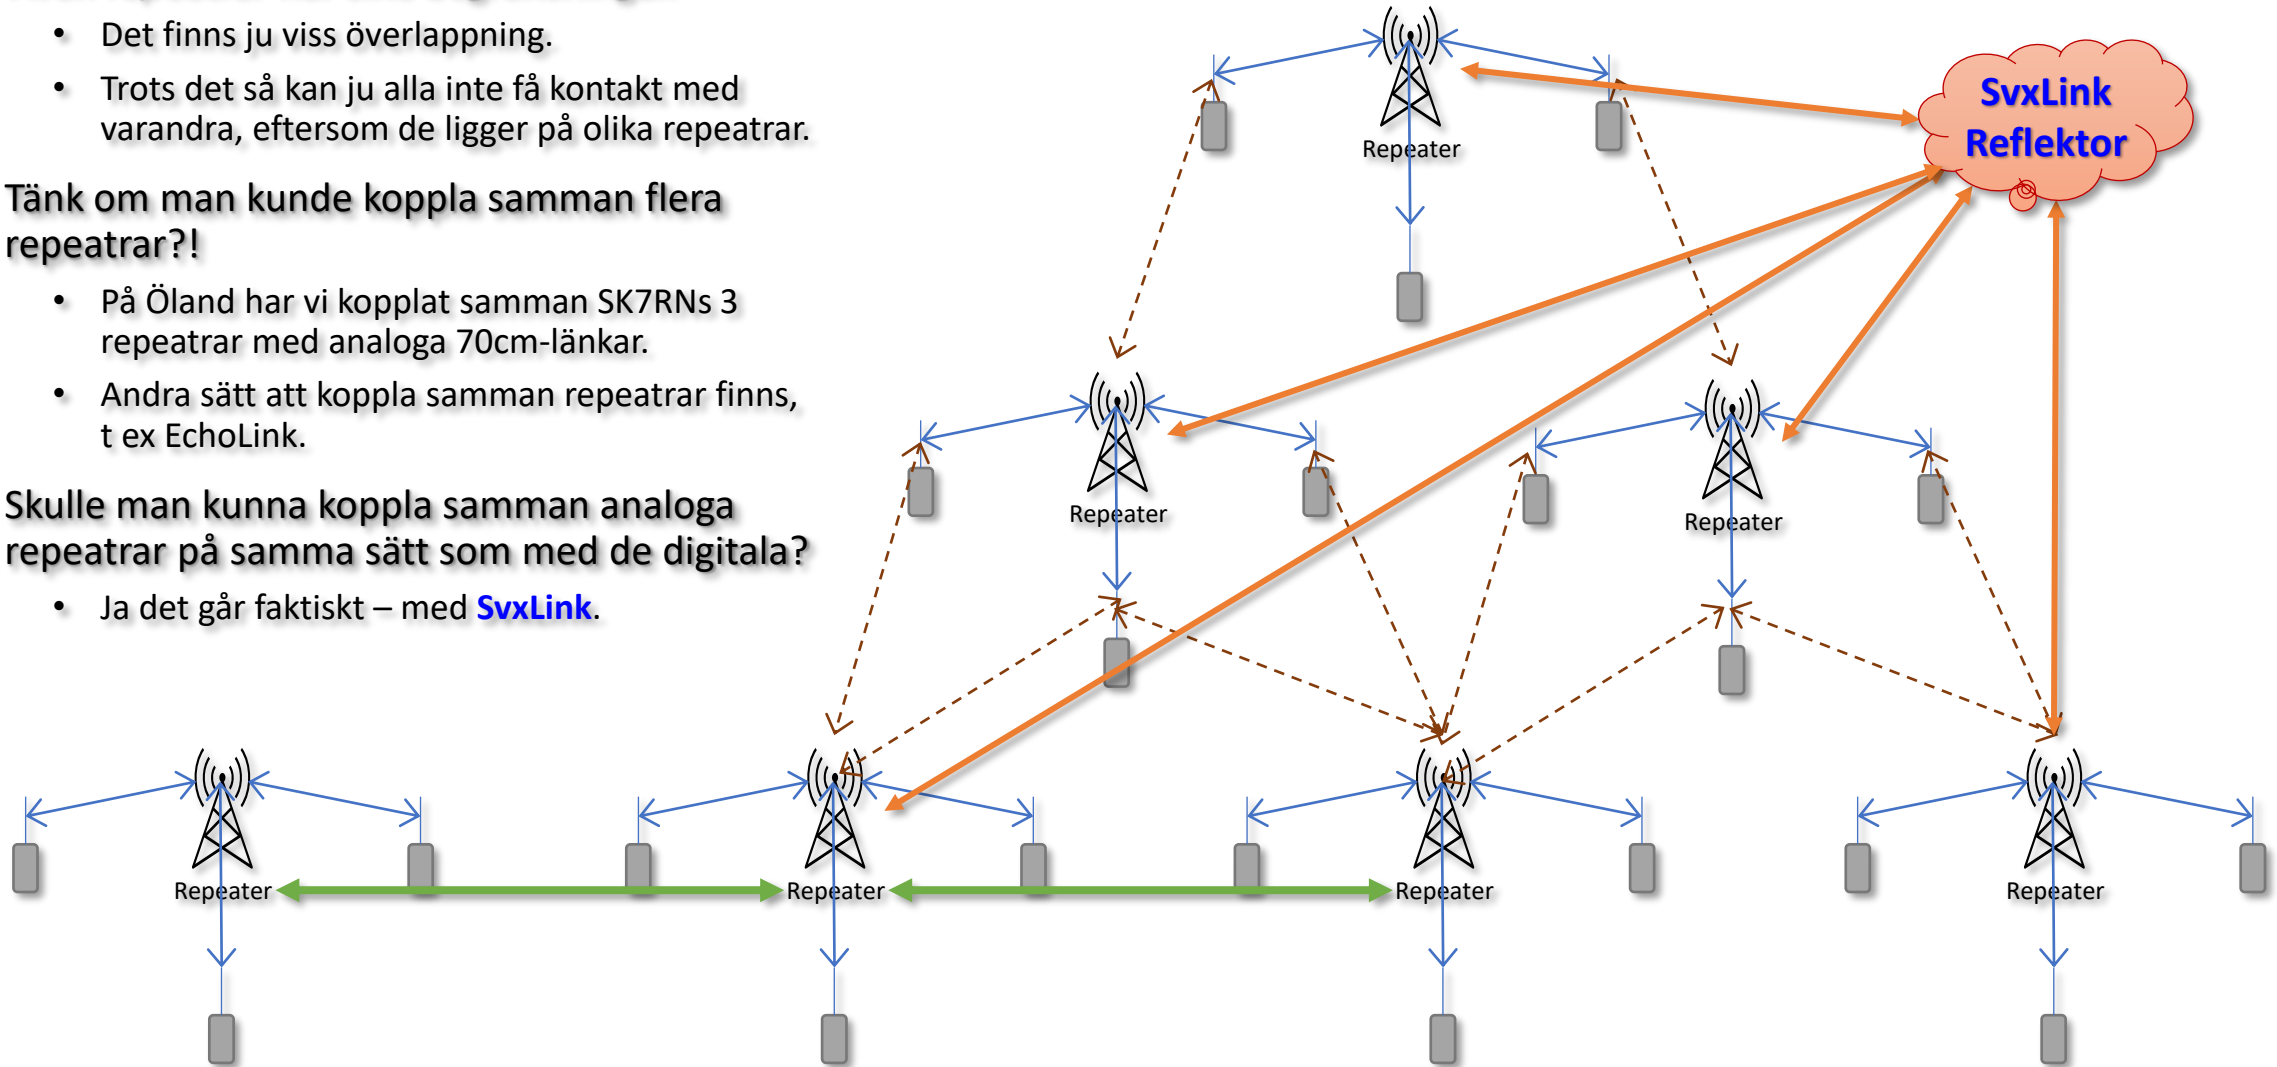 • Det finns ju viss överlappning.
• Trots det så kan ju alla inte få kontakt med
varandra, eftersom de ligger på olika repeatrar.
Tänk om man kunde koppla samman flera
repeatrar?!
• På Öland har vi kopplat samman SK7RNs 3
repeatrar med analoga 70cm-länkar.
• Andra sätt att koppla samman repeatrar finns,
t ex EchoLink.
Skulle man kunna koppla samman analoga
repeatrar på samma sätt som med de digitala?
• Ja det går faktiskt – med SvxLink.
SvxLink
Reflektor
Repeater
Repeater
Repeater
Repeater
Repeater
Repeater
Repeater